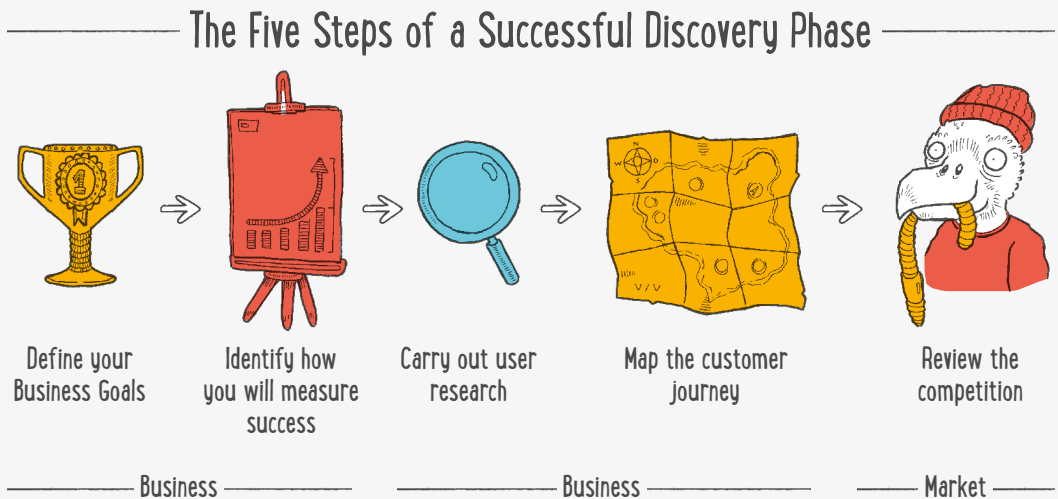 The Five Steps of a Successful Discovery Phase
1
N
W O
S
V/V
Define your
Business Goals
Identify how
you will measure
success
Carry out user
research
Map the customer
journey
Review the
competition
Business
Business
Market